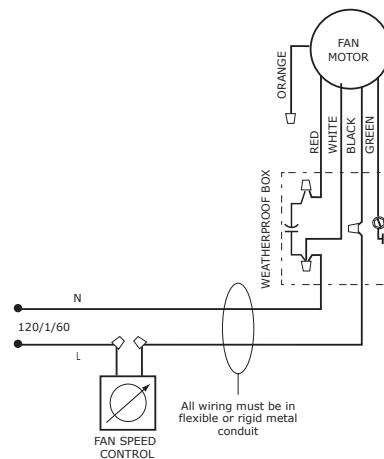 FAN
MOTOR
ORANGE
RED
WHITE
BLACK
GREEN
WEATHERPROOF BOX
N
120/1/60
L
All wiring must be in
flexible or rigid metal
conduit
FAN SPEED
CONTROL